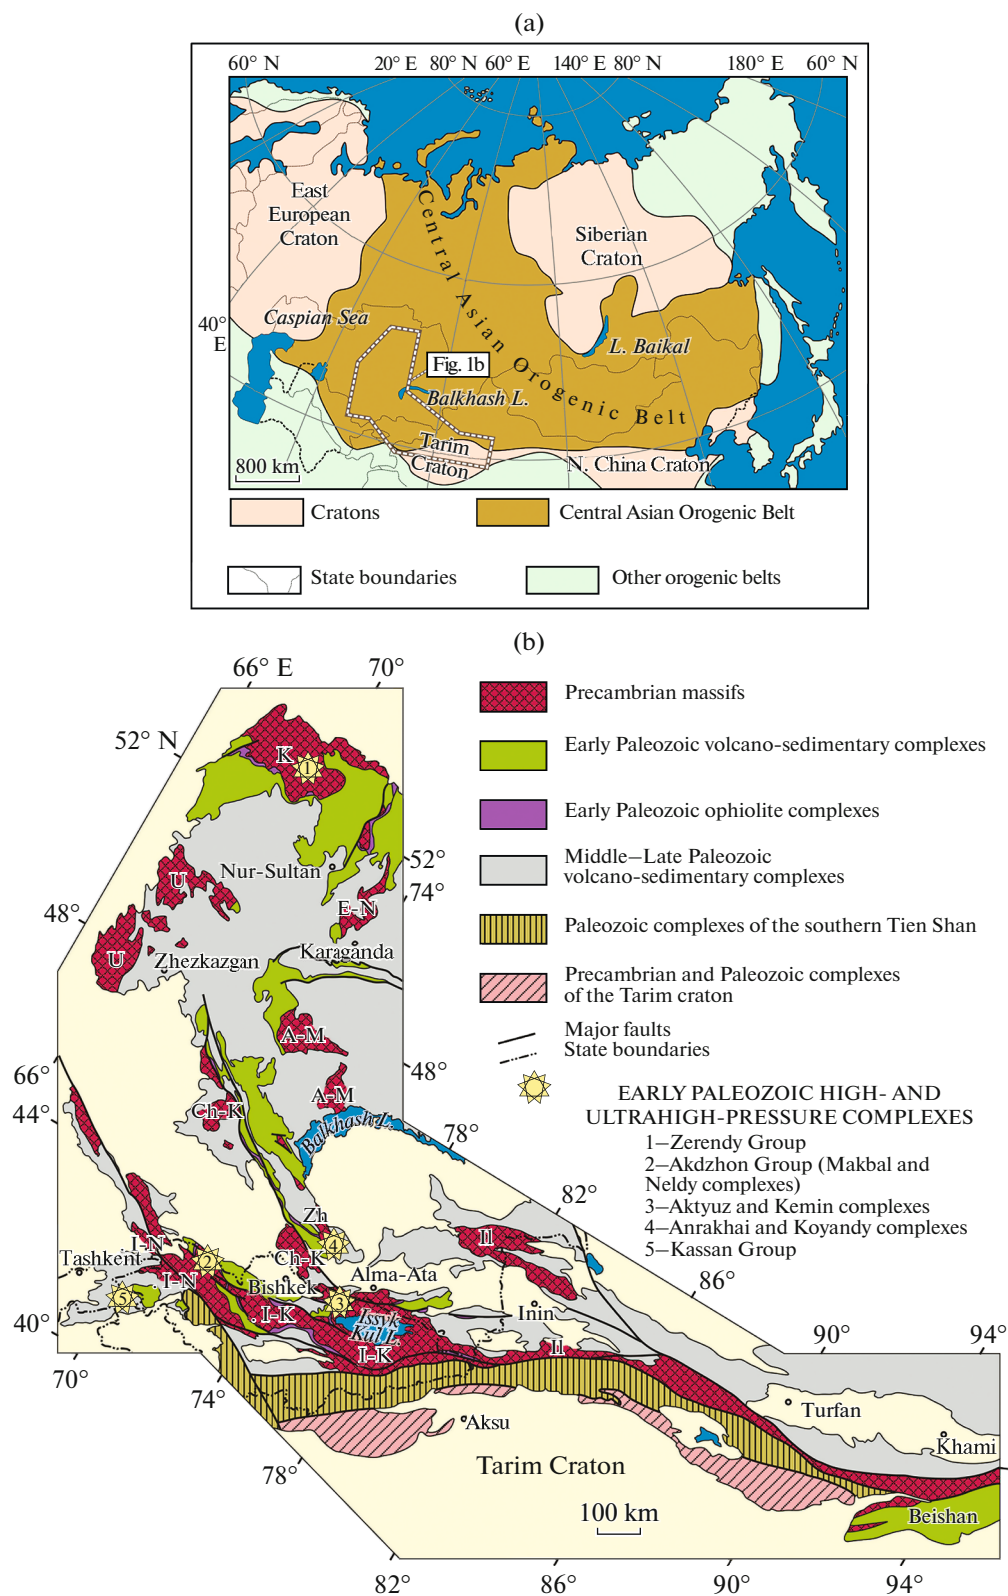 (a)
60° N 20° E 80° N 60° E 140° E 80° N 180° E 60° N
East
European
Craton
Siberian
Craton
Central Asian Orogenic Belt
Caspian Sea
40°
E
L. Baikal
Fig. 1b
Balkhash L.
Tarim
Craton
N. China Craton
800 km
Cratons
Central Asian Orogenic Belt
State boundaries
Other orogenic belts
(b)
66° E 70°
52° N
K
1
Nur-Sultan
52°
74°
U
E-N
48°
U
Zhezkazgan
Karaganda
A-M
48°
66°
44°
A-M
Ch-K
Balkhash L.
78°
82°
Zh
4
Il
I-N
Tashkent
2
Ch-K
I-N
Bishkek
Alma-Ata
86°
5
3
I-K
Issyk
Kul L.
Inin
40°
I-K
Il
90°
94°
70°
74°
Turfan
Aksu
Khami
78°
Tarim Craton
100 km
Beishan
82° 86° 90° 94°
Precambrian massifs
Early Paleozoic volcano-sedimentary complexes
Early Paleozoic ophiolite complexes
Middle–Late Paleozoic
volcano-sedimentary complexes
Paleozoic complexes of the southern Tien Shan
Precambrian and Paleozoic complexes
of the Tarim craton
Major faults
State boundaries
EARLY PALEOZOIC HIGH- AND
ULTRAHIGH-PRESSURE COMPLEXES
1–Zerendy Group
2–Akdzhon Group (Makbal and
Neldy complexes)
3–Aktyuz and Kemin complexes
4–Anrakhai and Koyandy complexes
5–Kassan Group